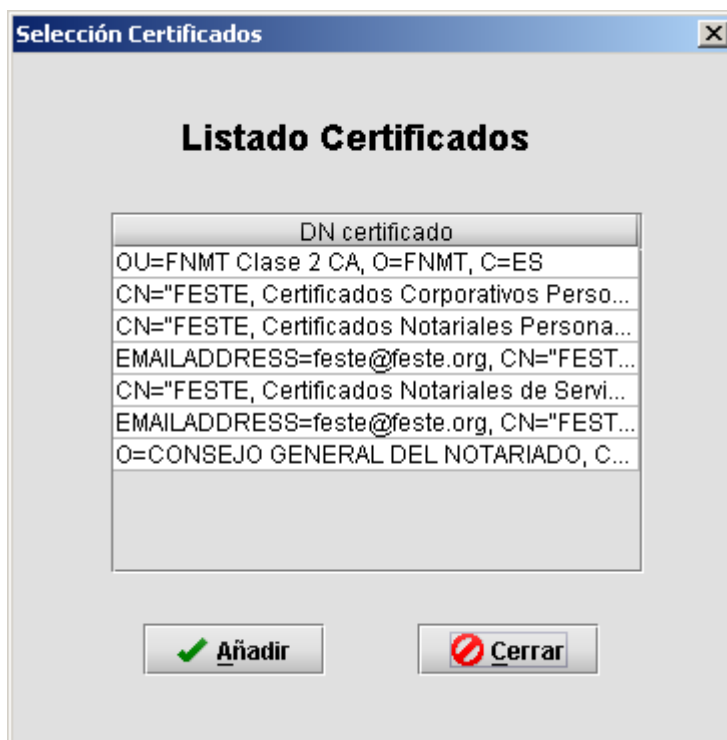 Selección Certificados
Listado Certificados
DN certificado
OU=FNMT Clase 2 CA, O=FNMT, C=ES
CN="FESTE, Certificados Corporativos Perso...
CN="FESTE, Certificados Notariales Persona...
EMAILADDRESS=feste@feste.org, CN="FEST...
CN="FESTE, Certificados Notariales de Servi...
EMAILADDRESS=feste@feste.org, CN="FEST...
O=CONSEJO GENERAL DEL NOTARIADO, C...
Añadir Cerrar